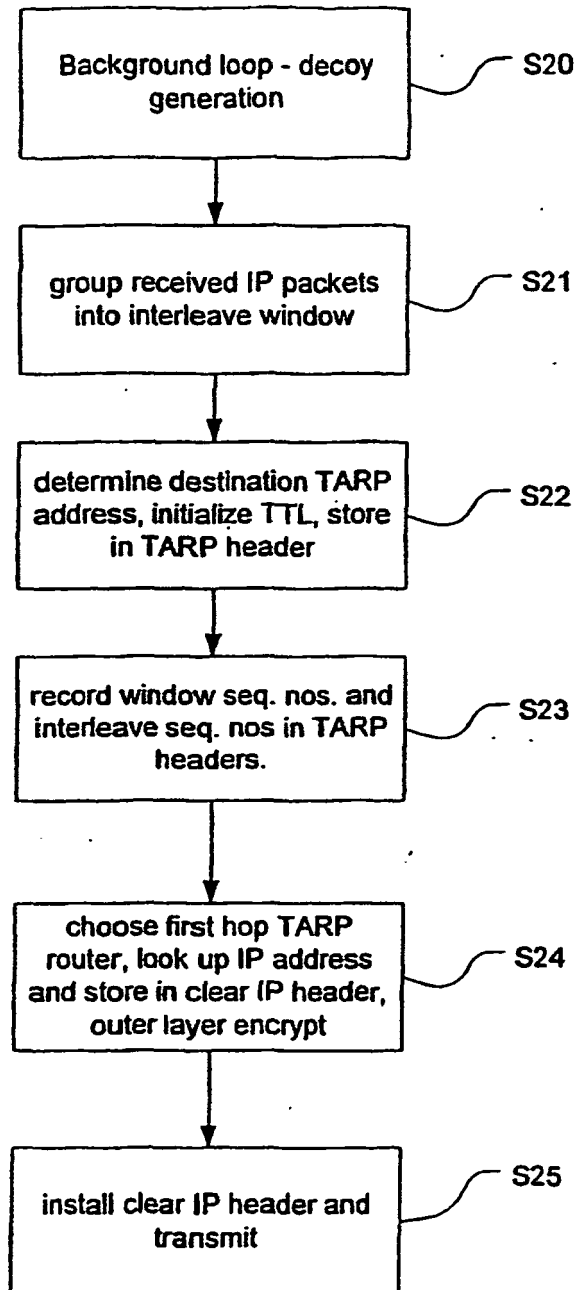 Background loop - decoy
generation
S20
group received IP packets
into interleave window
S21
determine destination TARP
address, initialize TTL, store
in TARP header
S22
record window seq. nos. and
interleave seq. nos in TARP
headers.
S23
choose first hop TARP
router, look up IP address
and store in clear IP header,
outer layer encrypt
S24
install clear IP header and
transmit
S25